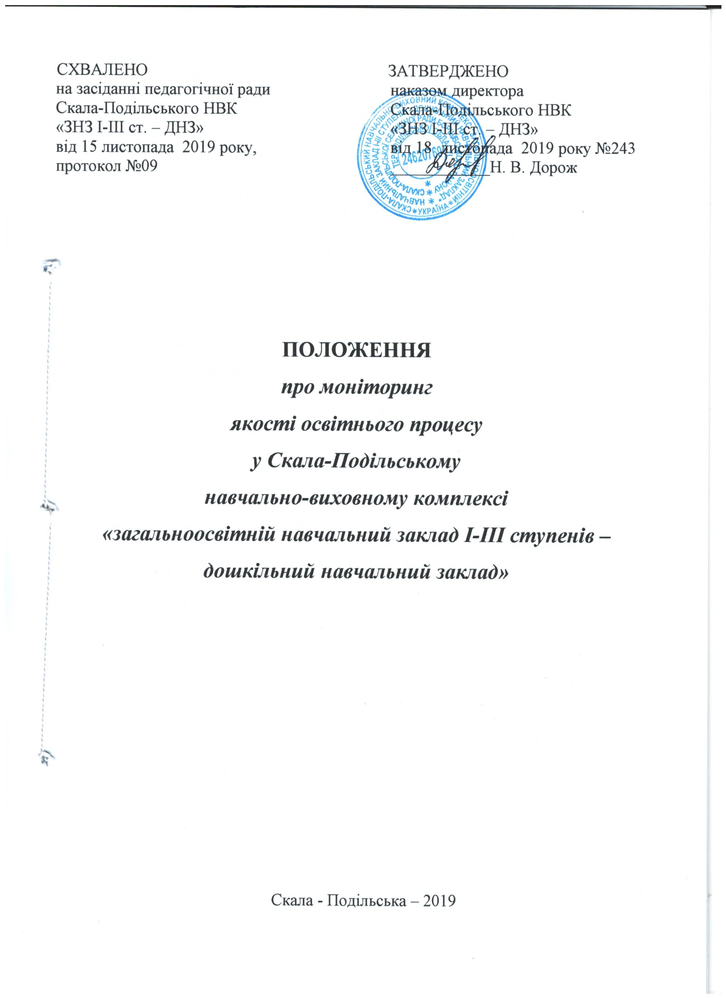 СХВАЛЕНО
на засіданні педагогічної ради
Скала-Подільського НВК
«ЗНЗ І-ІІІ ст. – ДНЗ»
від 15 листопада  2019 року,
протокол №09
ЗАТВЕРДЖЕНО
наказом директора
Скала-Подільського НВК
«ЗНЗ І-ІІІ ст. – ДНЗ»
від 18  листопада  2019 року №243
____________Н. В. Дорож
ПОЛОЖЕННЯ
про моніторинг
якості освітнього процесу
у Скала-Подільському
навчально-виховному комплексі
«загальноосвітній навчальний заклад І-ІІІ ступенів –
дошкільний навчальний заклад»
Скала - Подільська – 2019